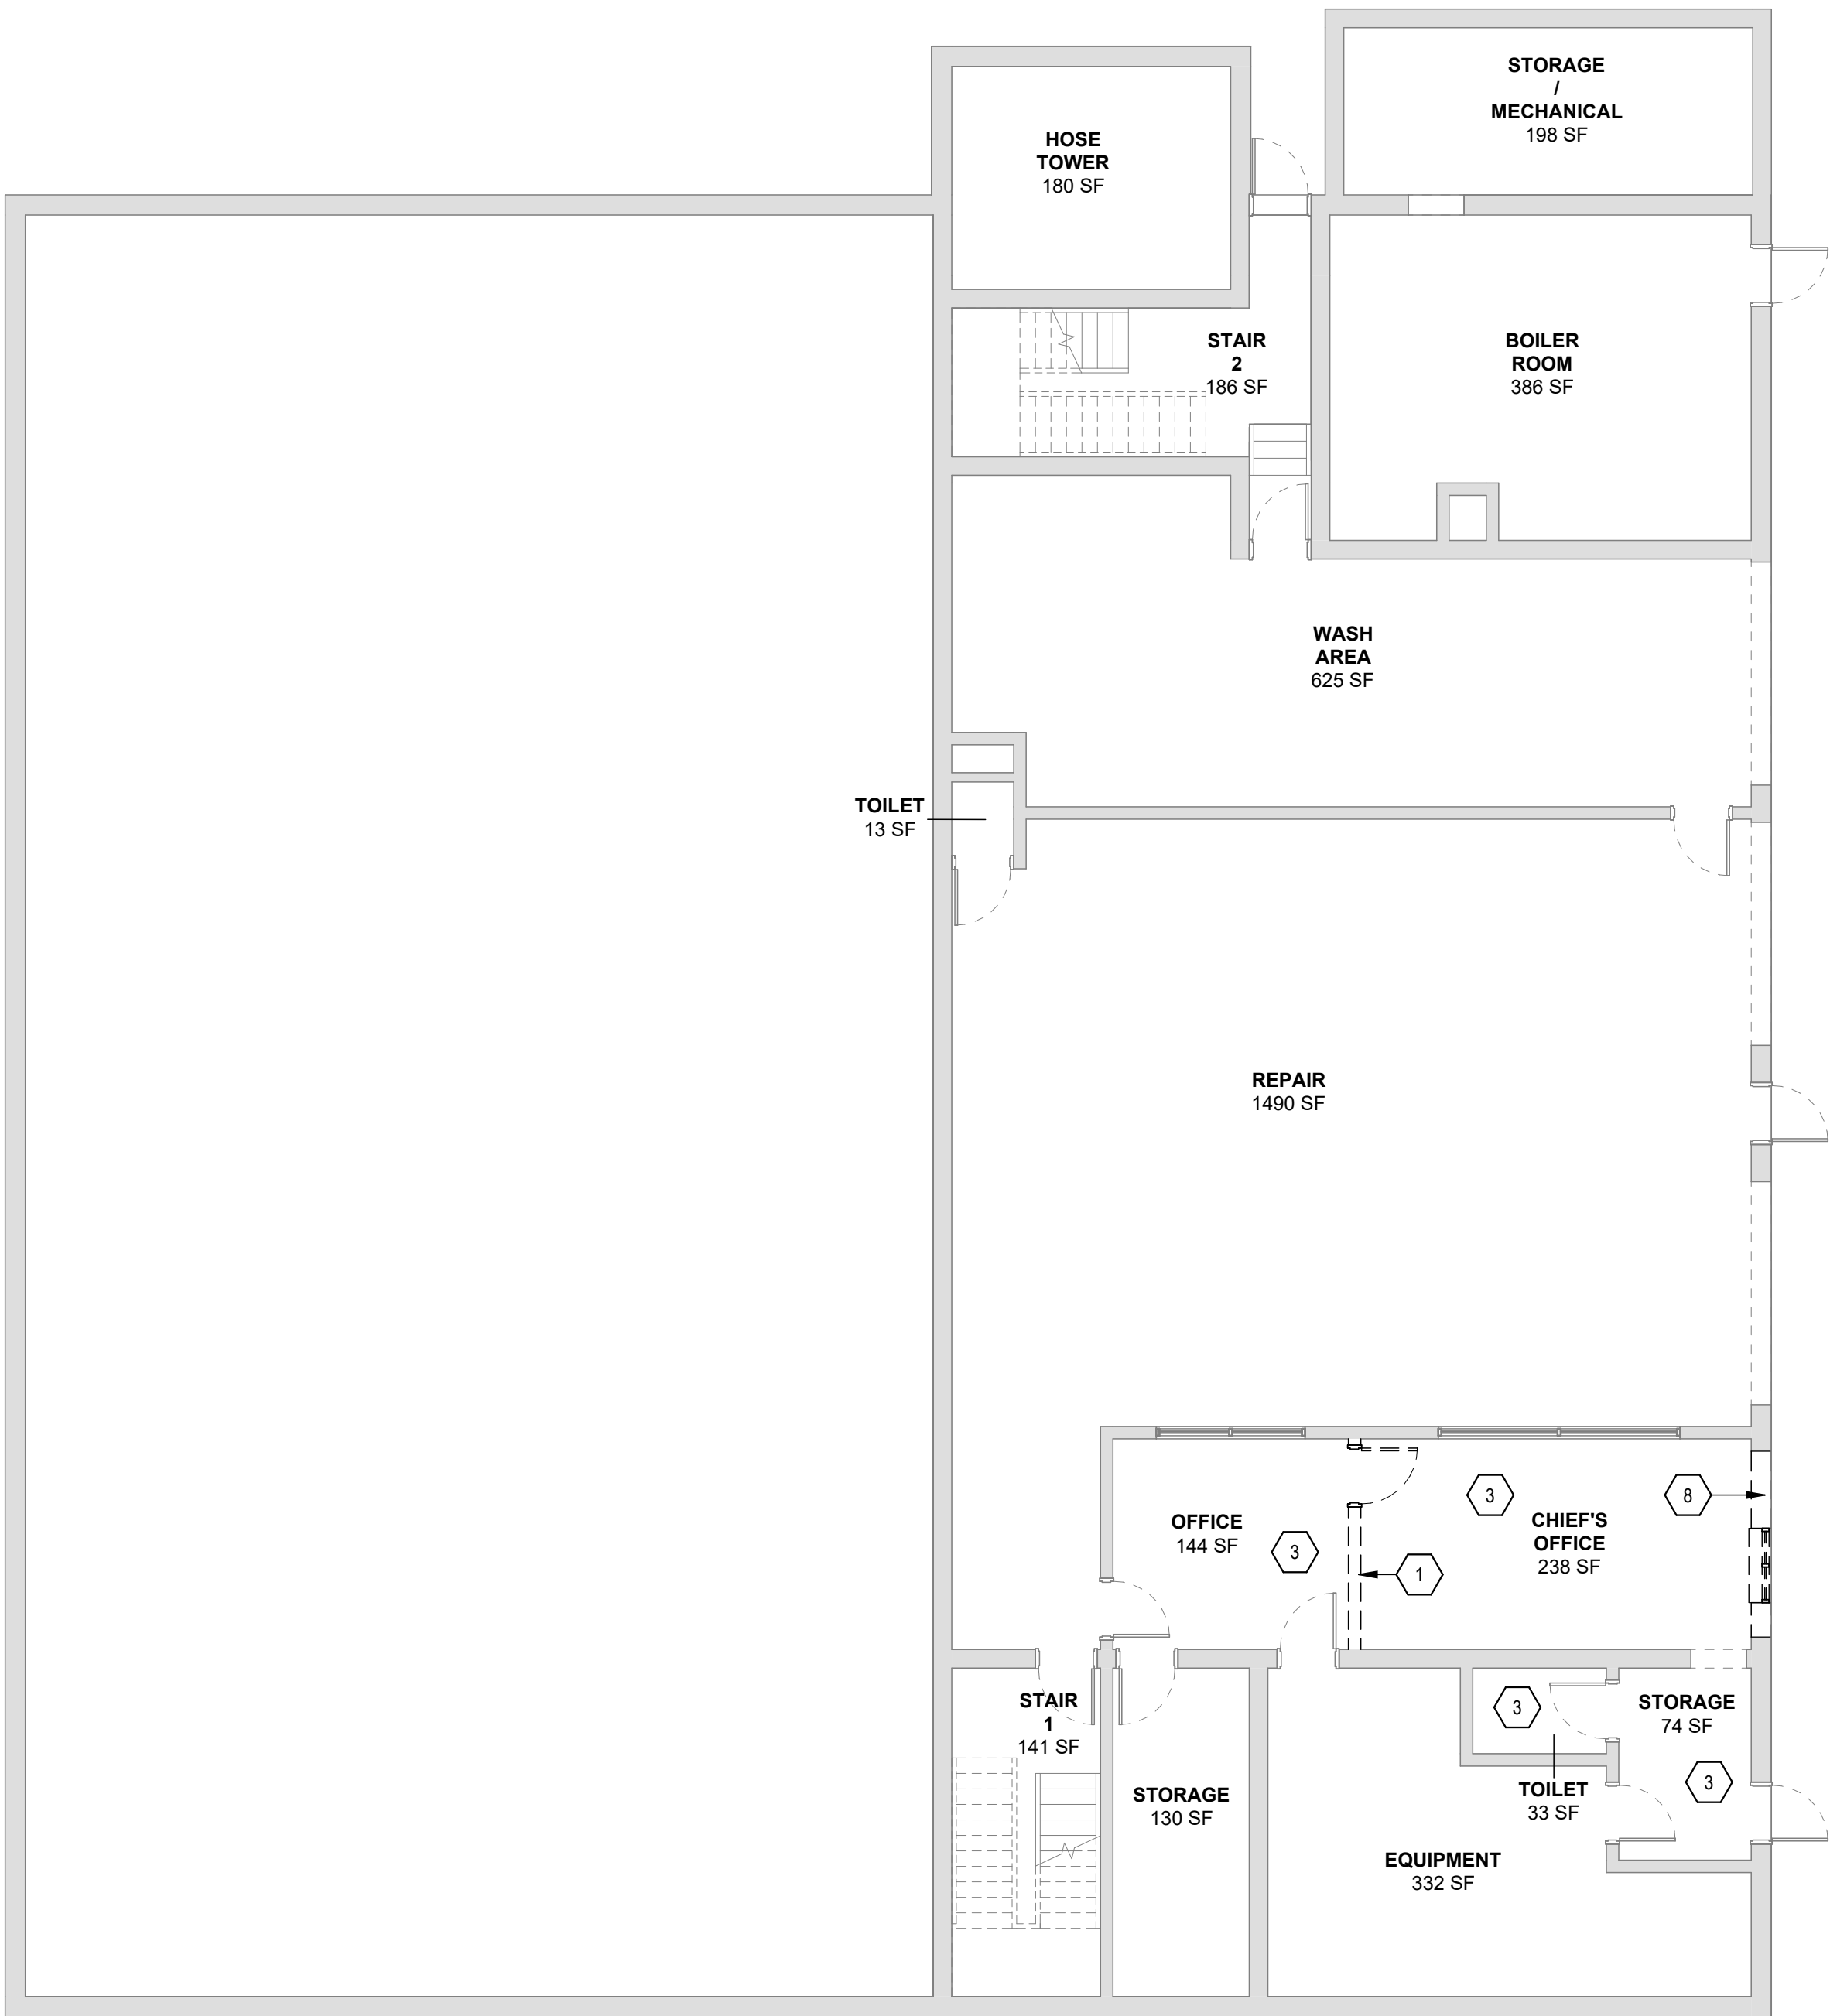 STORAGE
/
MECHANICAL
198 SF
HOSE
TOWER
180 SF
STAIR
2
186 SF
BOILER
ROOM
386 SF
WASH
AREA
625 SF
TOILET
13 SF
REPAIR
1490 SF
3
8
OFFICE
144 SF
3
CHIEF'S
OFFICE
238 SF
1
STAIR
1
141 SF
3
STORAGE
74 SF
3
STORAGE
130 SF
TOILET
33 SF
EQUIPMENT
332 SF